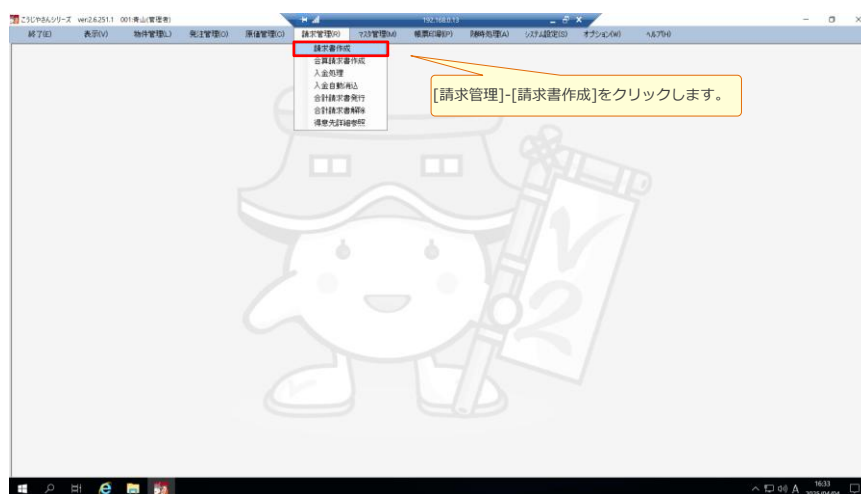 こうじやさんシリーズ ver.2.6.251.1 001:青山(管理者)
192.168.0.13
終了(E) 表示(V) 物件管理(L) 発注管理(O) 原価管理(C) 請求管理(R) マスタ管理(M) 帳票印刷(P) 随時処理(A) システム設定(S) オプション(W) ヘルプ(H)
請求書作成
合算請求書作成
入金処理
入金自動消込
合計請求書発行
合計請求書解除
得意先詳細参照
[請求管理]-[請求書作成]をクリックします。
V2
A 16:33
2025/04/04